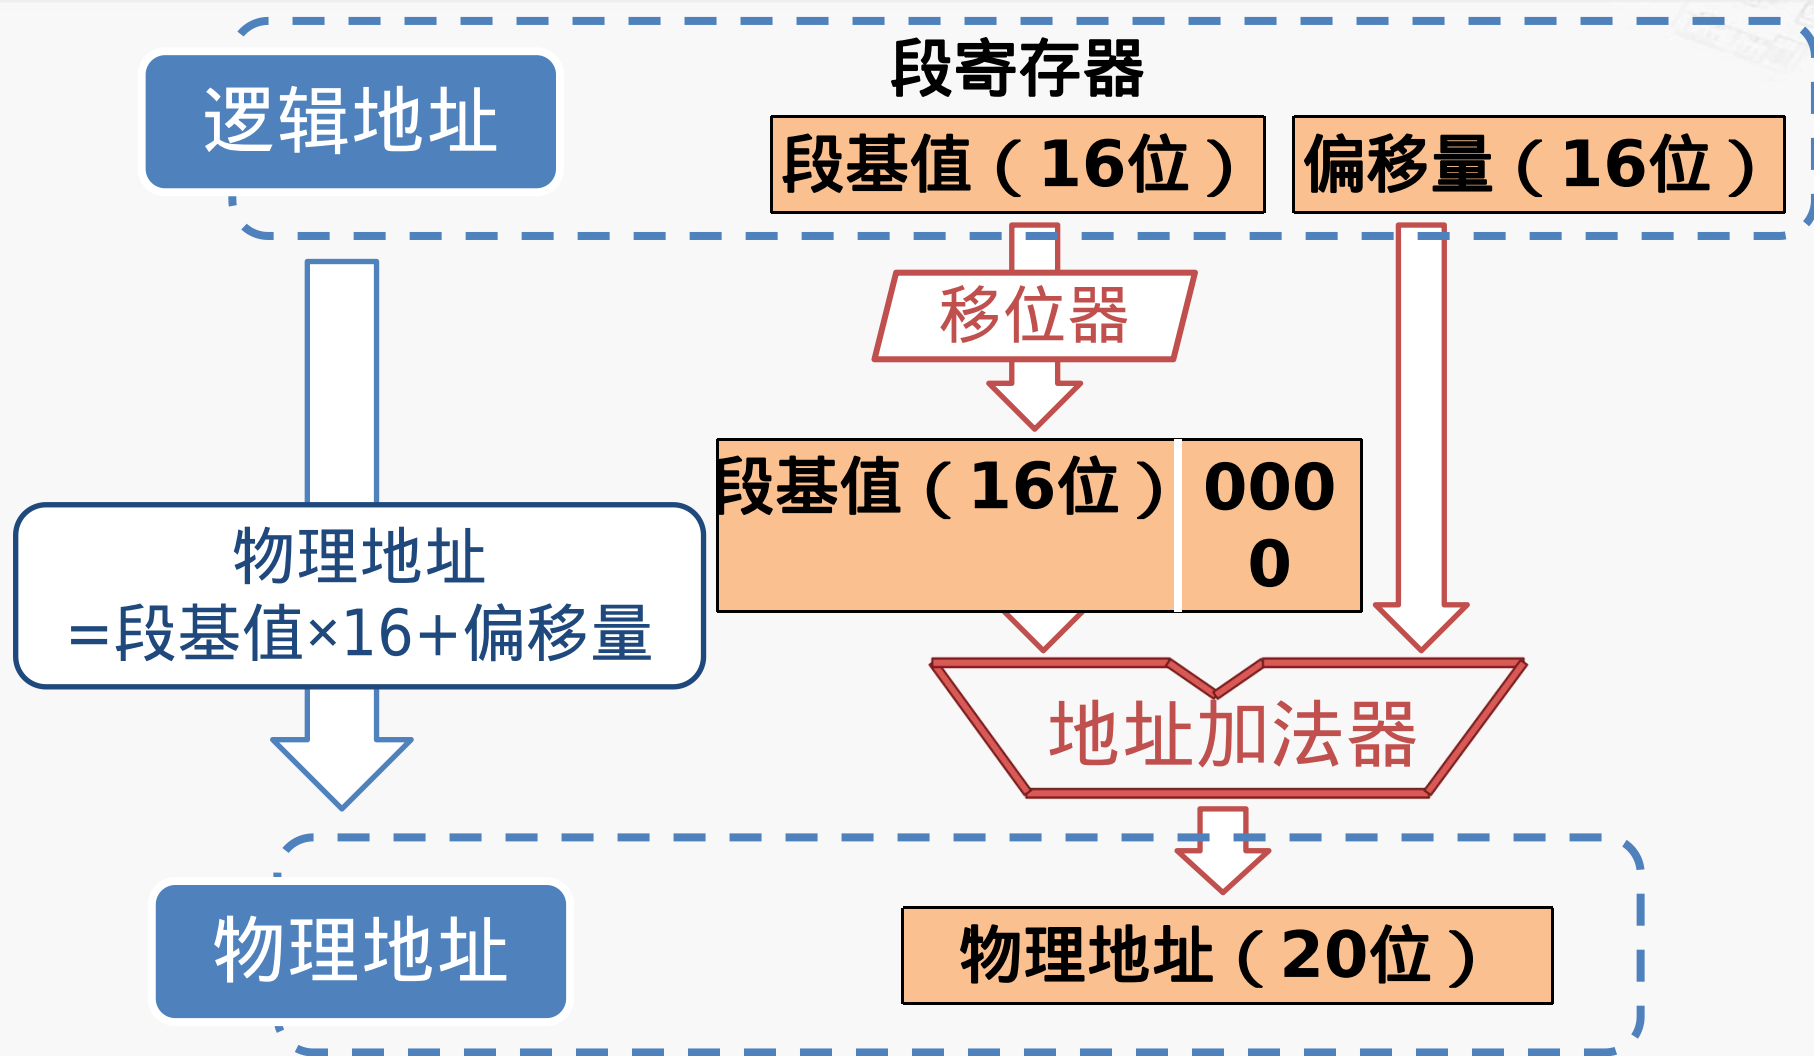 段寄存器
逻辑地址
段基值（16位）
偏移量（16位）
移位器
段基值（16位）
000
0
物理地址
=段基值×16+偏移量
地址加法器
物理地址
物理地址（20位）